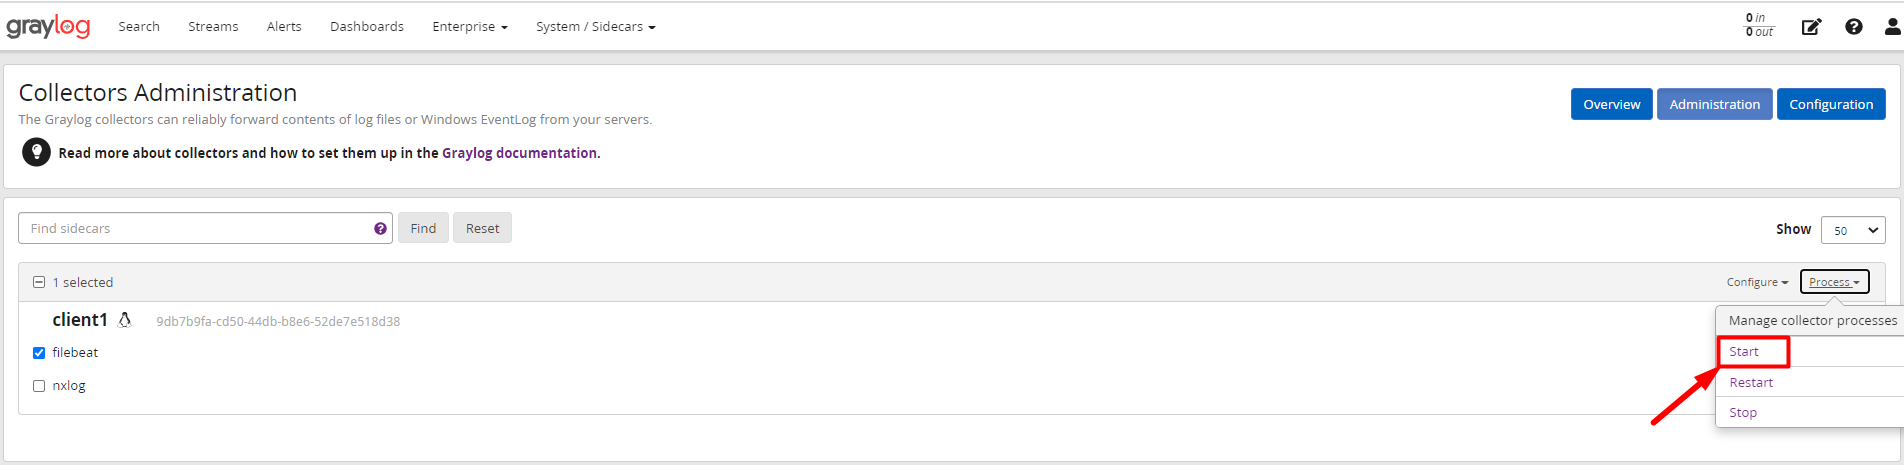 graylog Search Streams Alerts Dashboards Enterprise System / Sidecars 0 in
0 out
Collectors Administration
Overview Administration Configuration
The Graylog collectors can reliably forward contents of log files or Windows EventLog from your servers.
Read more about collectors and how to set them up in the Graylog documentation.
Find sidecars Find Reset Show 50
1 selected Configure Process
client1 9db7b9fa-cd50-44db-b8e6-52de7e518d38
Manage collector processes
filebeat Start
nxlog Restart
Stop